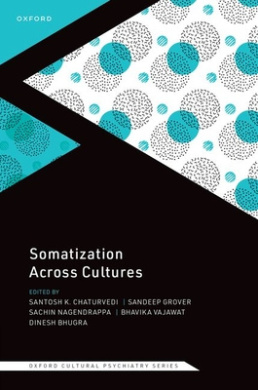 OXFORD
Somatization
Across Cultures
EDITED BY
SANTOSH K. CHATURVEDI | SANDEEP GROVER
SACHIN NAGENDRAPPA | BHAVIKA VAJAWAT
DINESH BHUGRA
OXFORD CULTURAL PSYCHIATRY SERIES